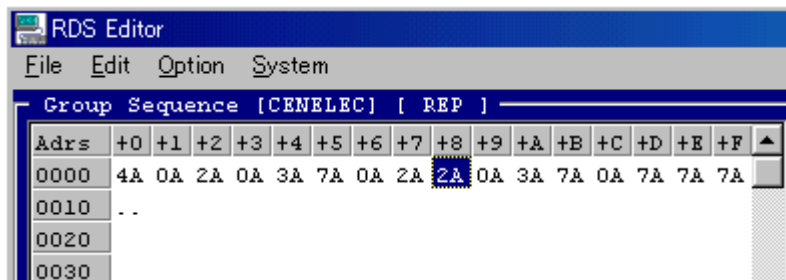 RDS Editor
File Edit Option System
Group Sequence [CENELEC] [ REP ]
Adrs +0 +1 +2 +3 +4 +5 +6 +7 +8 +9 +A +B +C +D +E +F
0000 4A 0A 2A 0A 3A 7A 0A 2A 2A 0A 3A 7A 0A 7A 7A 7A
0010 ..
0020
0030